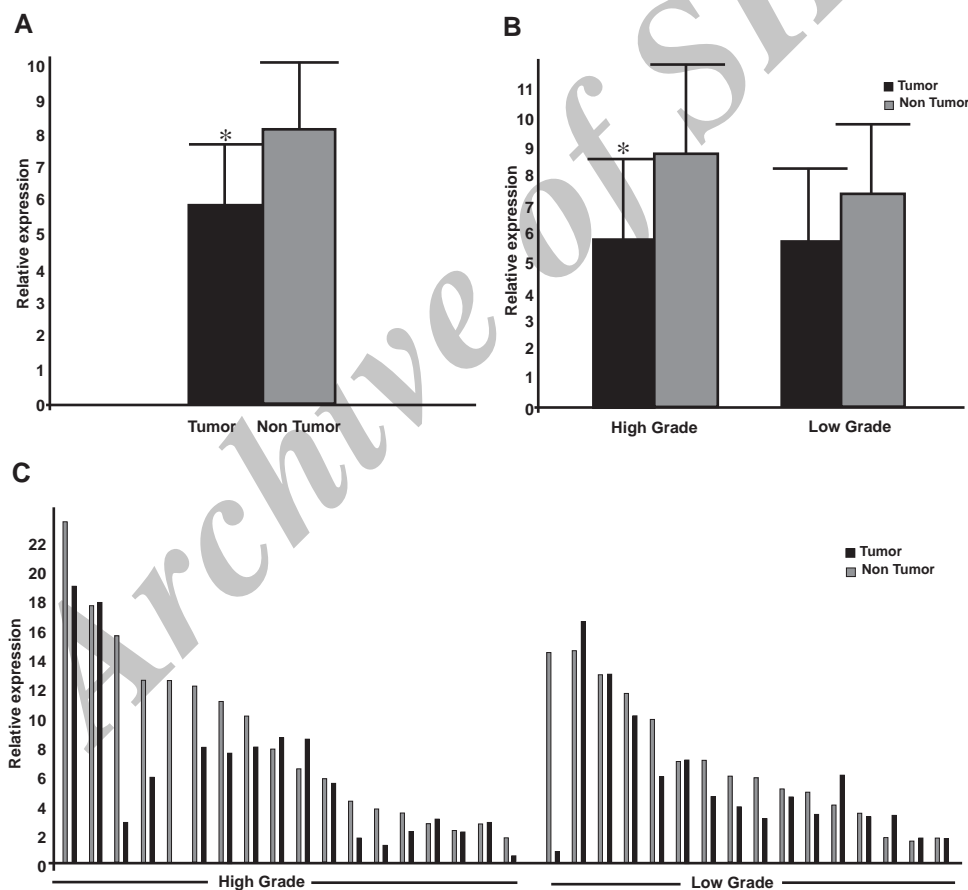 A
10
9
8
7
6
5
4
3
2
1
0
Relative expression
*
Tumor Non Tumor
B
11
10
9
8
7
6
5
4
3
2
1
0
Relative expression
*
Tumor
Non Tumor
High Grade
Low Grade
C
22
20
18
16
14
12
10
8
6
4
2
0
Relative expression
Tumor
Non Tumor
High Grade
Low Grade
Archive of